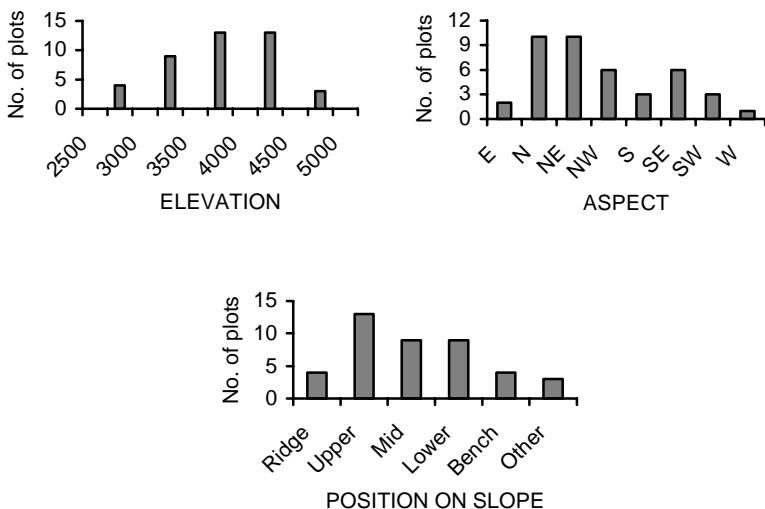 No. of plots
15
10
5
0
2500
3000
3500
4000
4500
5000
ELEVATION
No. of plots
12
9
6
3
0
E
N
NE
NW
S
SE
SW
W
ASPECT
No. of plots
15
10
5
0
Ridge
Upper
Mid
Lower
Bench
Other
POSITION ON SLOPE